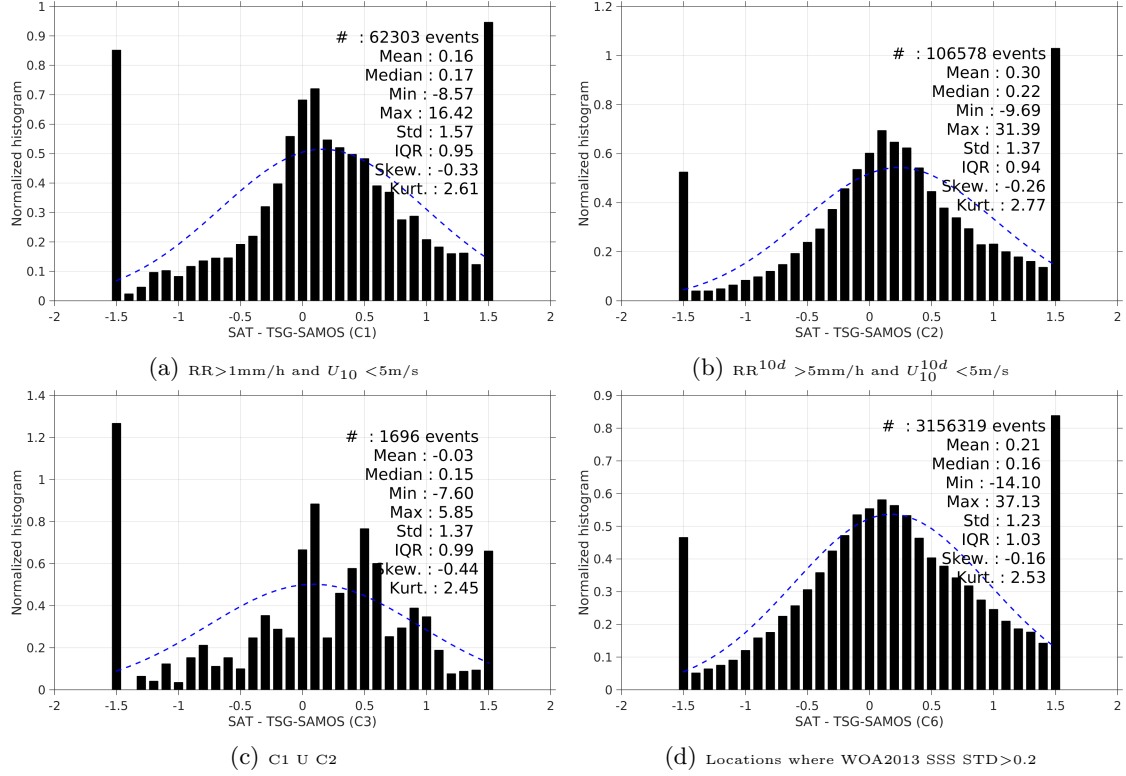 1
0.9
0.8
0.7
0.6
0.5
0.4
0.3
0.2
0.1
0
Normalized histogram
# : 62303 events
Mean : 0.16
Median : 0.17
Min : -8.57
Max : 16.42
Std : 1.57
IQR : 0.95
Skew. : -0.33
Kurt. : 2.61
-2 -1.5 -1 -0.5 0 0.5 1 1.5 2
SAT - TSG-SAMOS (C1)
(a) RR>1mm/h and U10 <5m/s
1.2
1
0.8
0.6
0.4
0.2
0
Normalized histogram
# : 106578 events
Mean : 0.30
Median : 0.22
Min : -9.69
Max : 31.39
Std : 1.37
IQR : 0.94
Skew. : -0.26
Kurt. : 2.77
-2 -1.5 -1 -0.5 0 0.5 1 1.5 2
SAT - TSG-SAMOS (C2)
(b) RR^10d >5mm/h and U_10^10d <5m/s
1.4
1.2
1
0.8
0.6
0.4
0.2
0
Normalized histogram
# : 1696 events
Mean : -0.03
Median : 0.15
Min : -7.60
Max : 5.85
Std : 1.37
IQR : 0.99
Skew. : -0.44
Kurt. : 2.45
-2 -1.5 -1 -0.5 0 0.5 1 1.5 2
SAT - TSG-SAMOS (C3)
(c) C1 U C2
0.9
0.8
0.7
0.6
0.5
0.4
0.3
0.2
0.1
0
Normalized histogram
# : 3156319 events
Mean : 0.21
Median : 0.16
Min : -14.10
Max : 37.13
Std : 1.23
IQR : 1.03
Skew. : -0.16
Kurt. : 2.53
-2 -1.5 -1 -0.5 0 0.5 1 1.5 2
SAT - TSG-SAMOS (C6)
(d) Locations where WOA2013 SSS STD>0.2